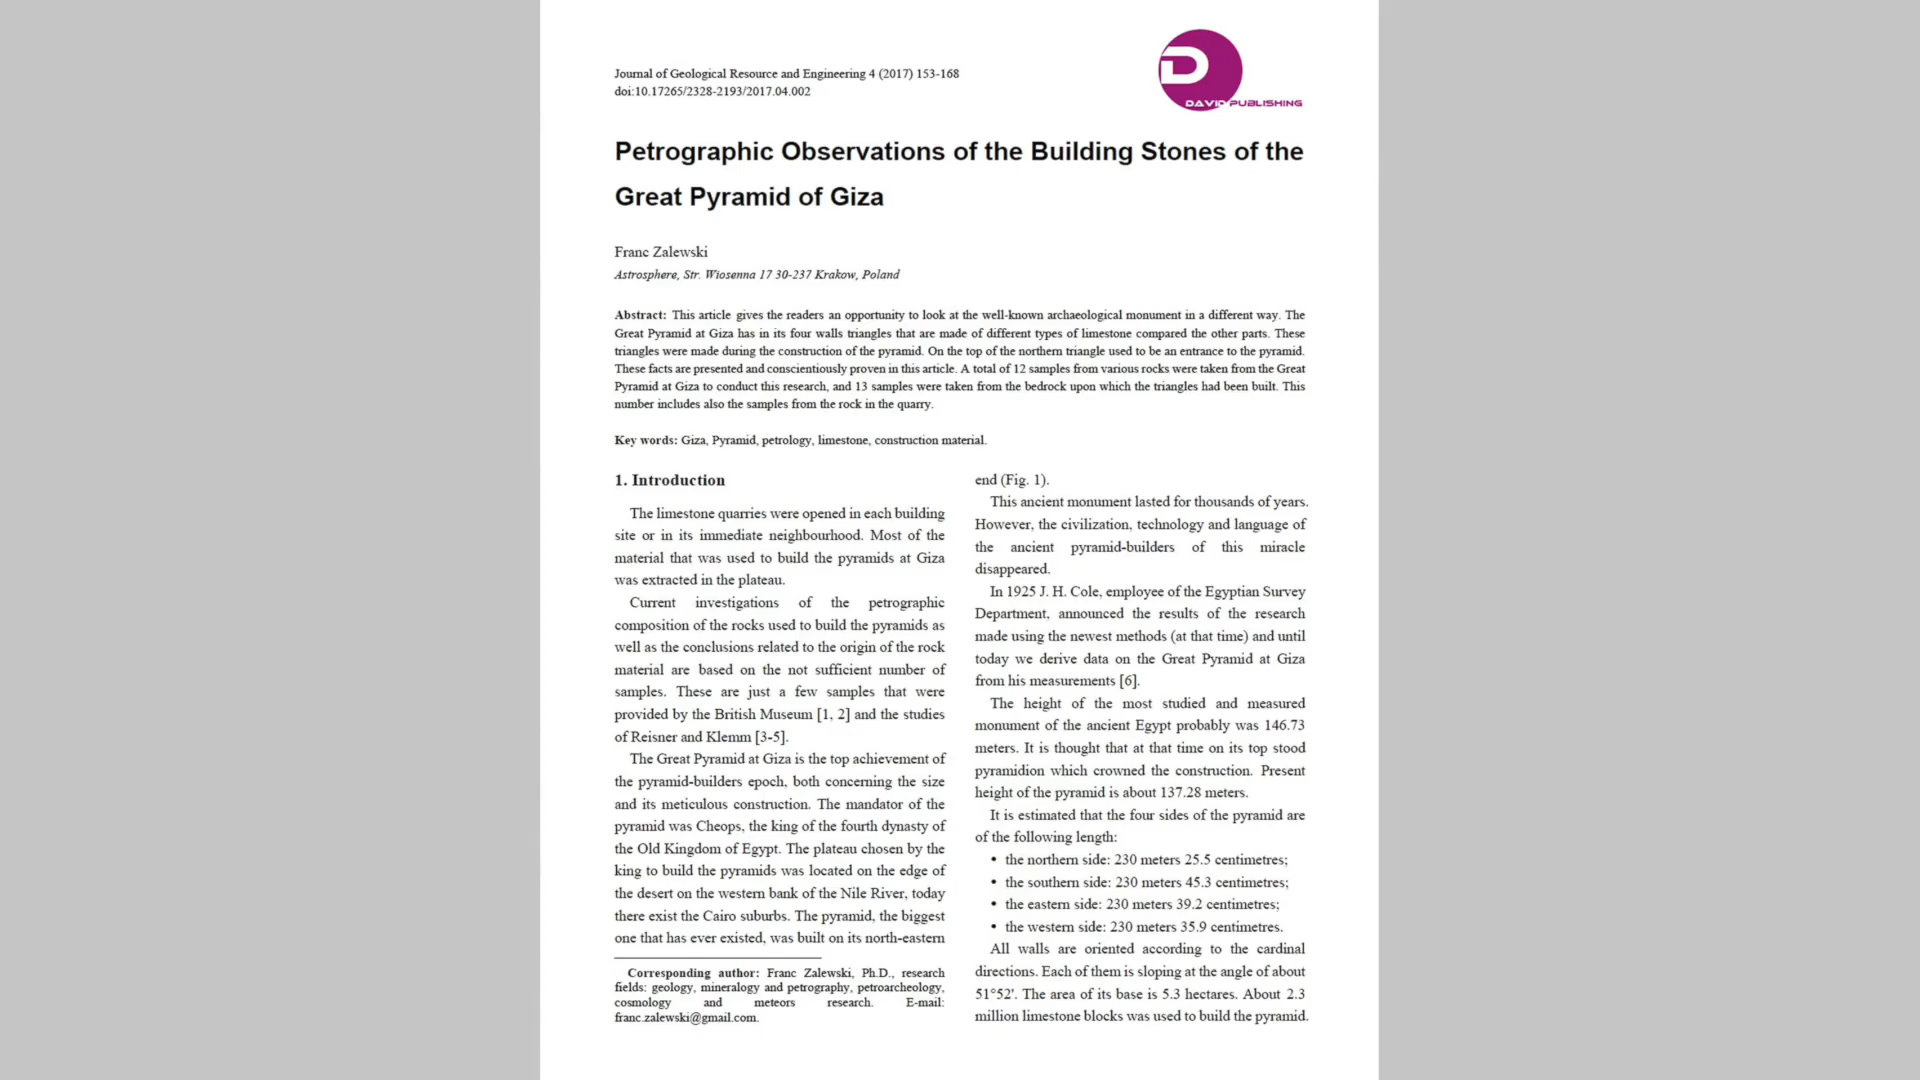 Journal of Geological Resource and Engineering 4 (2017) 153-168
doi:10.17265/2328-2193/2017.04.002
D
DAVID PUBLISHING
Petrographic Observations of the Building Stones of the
Great Pyramid of Giza
Franc Zalewski
Astrosphere, Str. Wiosenna 17 30-237 Krakow, Poland
Abstract: This article gives the readers an opportunity to look at the well-known archaeological monument in a different way. The
Great Pyramid at Giza has in its four walls triangles that are made of different types of limestone compared the other parts. These
triangles were made during the construction of the pyramid. On the top of the northern triangle used to be an entrance to the pyramid.
These facts are presented and conscientiously proven in this article. A total of 12 samples from various rocks were taken from the Great
Pyramid at Giza to conduct this research, and 13 samples were taken from the bedrock upon which the triangles had been built. This
number includes also the samples from the rock in the quarry.
Key words: Giza, Pyramid, petrology, limestone, construction material.
1. Introduction
The limestone quarries were opened in each building
site or in its immediate neighbourhood. Most of the
material that was used to build the pyramids at Giza
was extracted in the plateau.
Current investigations of the petrographic
composition of the rocks used to build the pyramids as
well as the conclusions related to the origin of the rock
material are based on the not sufficient number of
samples. These are just a few samples that were
provided by the British Museum [1, 2] and the studies
of Reisner and Klemm [3-5].
The Great Pyramid at Giza is the top achievement of
the pyramid-builders epoch, both concerning the size
and its meticulous construction. The mandator of the
pyramid was Cheops, the king of the fourth dynasty of
the Old Kingdom of Egypt. The plateau chosen by the
king to build the pyramids was located on the edge of
the desert on the western bank of the Nile River, today
there exist the Cairo suburbs. The pyramid, the biggest
one that has ever existed, was built on its north-eastern
Corresponding author: Franc Zalewski, Ph.D., research
fields: geology, mineralogy and petrography, petroarcheology,
cosmology and meteors research. E-mail:
franc.zalewski@gmail.com.
end (Fig. 1).
This ancient monument lasted for thousands of years.
However, the civilization, technology and language of
the ancient pyramid-builders of this miracle
disappeared.
In 1925 J. H. Cole, employee of the Egyptian Survey
Department, announced the results of the research
made using the newest methods (at that time) and until
today we derive data on the Great Pyramid at Giza
from his measurements [6].
The height of the most studied and measured
monument of the ancient Egypt probably was 146.73
meters. It is thought that at that time on its top stood
pyramidion which crowned the construction. Present
height of the pyramid is about 137.28 meters.
It is estimated that the four sides of the pyramid are
of the following length:
• the northern side: 230 meters 25.5 centimetres;
• the southern side: 230 meters 45.3 centimetres;
• the eastern side: 230 meters 39.2 centimetres;
• the western side: 230 meters 35.9 centimetres.
All walls are oriented according to the cardinal
directions. Each of them is sloping at the angle of about
51°52'. The area of its base is 5.3 hectares. About 2.3
million limestone blocks was used to build the pyramid.